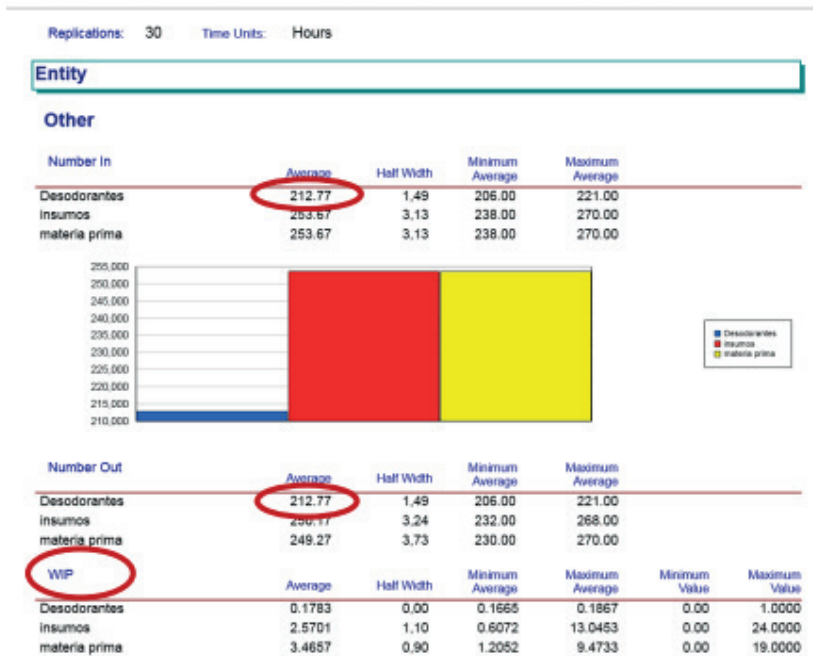 Replications: 30 Time Units: Hours
Entity
Other
Number In Average Half Width Minimum Average Maximum Average
Desodorantes 212.77 1,49 206.00 221.00
insumos 253.67 3,13 238.00 270.00
materia prima 253.67 3,13 238.00 270.00
255,000
250,000
245,000
240,000
235,000
230,000
225,000
220,000
215,000
210,000
Desodorantes
insumos
materia prima
Number Out Average Half Width Minimum Average Maximum Average
Desodorantes 212.77 1,49 206.00 221.00
insumos 250.17 3,24 232.00 268.00
materia prima 249.27 3,73 230.00 270.00
WIP Average Half Width Minimum Average Maximum Average Minimum Value Maximum Value
Desodorantes 0.1783 0,00 0.1665 0.1867 0.00 1.0000
insumos 2.5701 1,10 0.6072 13.0453 0.00 24.0000
materia prima 3.4657 0,90 1.2052 9.4733 0.00 19.0000